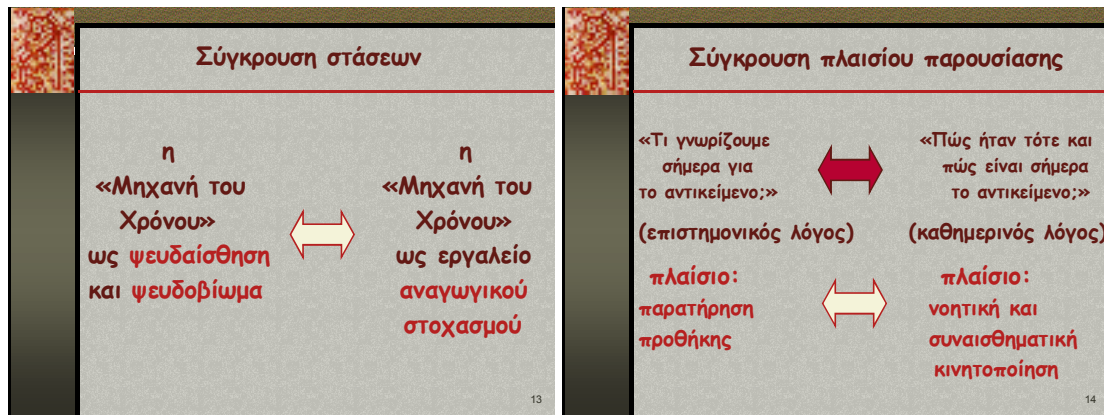 Σύγκρουση στάσεων
η
«Μηχανή του
Χρόνου»
ως ψευδαίσθηση
και ψευδοβίωμα
η
«Μηχανή του
Χρόνου»
ως εργαλείο
αναγωγικού
στοχασμού
13
Σύγκρουση πλαισίου παρουσίασης
«Τι γνωρίζουμε
σήμερα για
το αντικείμενο;»
(επιστημονικός λόγος)
πλαίσιο:
παρατήρηση
προθήκης
«Πώς ήταν τότε και
πώς είναι σήμερα
το αντικείμενο;»
(καθημερινός λόγος)
πλαίσιο:
νοητική και
συναισθηματική
κινητοποίηση
14